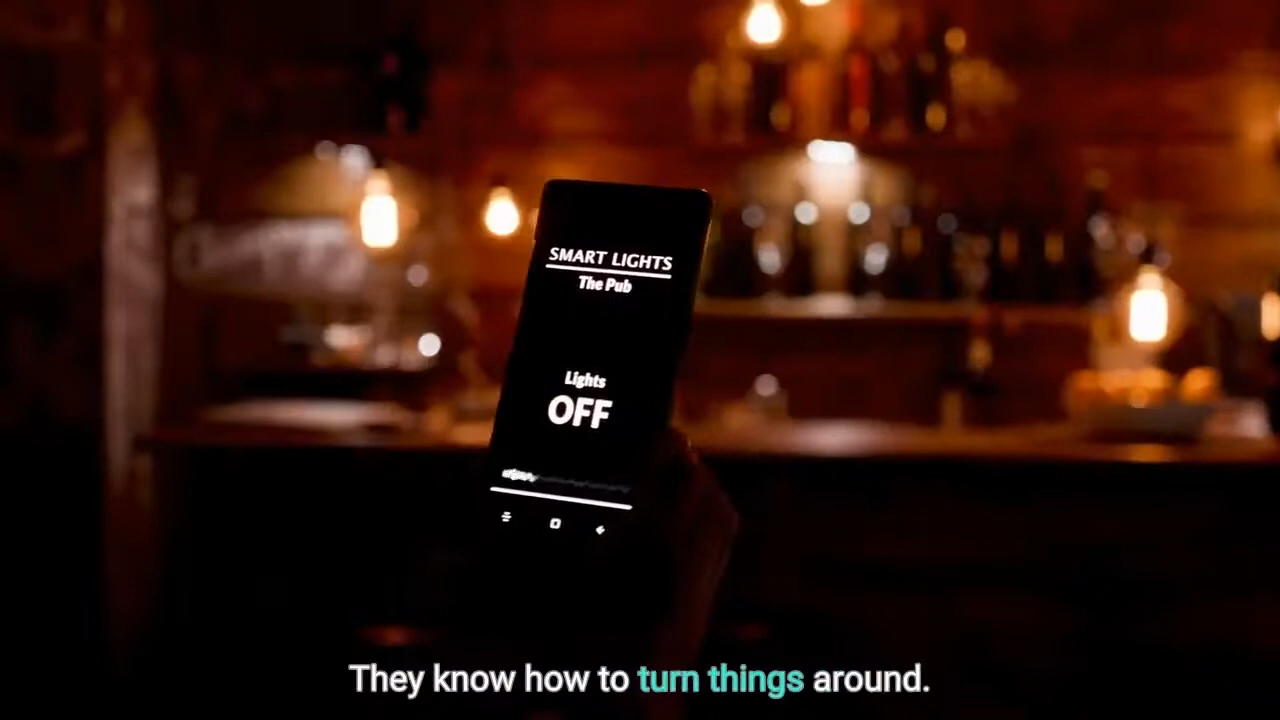 SMART LIGHTS
The Pub
Lights
OFF
They know how to turn things around.